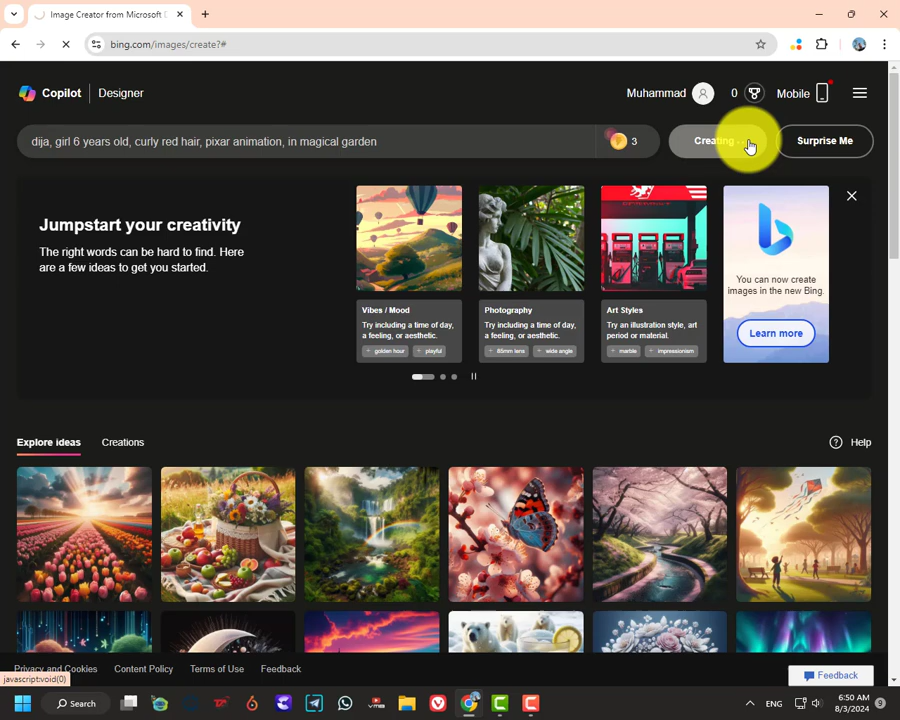 Image Creator from Microsoft
bing.com/images/create?#
Copilot
Designer
Muhammad
0
Mobile
dija, girl 6 years old, curly red hair, pixar animation, in magical garden
3
Creating
Surprise Me
Jumpstart your creativity
The right words can be hard to find. Here
are a few ideas to get you started.
Vibes / Mood
Try including a time of day,
a feeling, or aesthetic.
+ golden hour
+ playful
Photography
Try including a time of day,
a feeling, or aesthetic.
+ 85mm lens
+ wide angle
Art Styles
Try an illustration style, art
period or material.
+ marble
+ impressionism
You can now create
images in the new Bing.
Learn more
Explore ideas
Creations
Help
Privacy and Cookies
Content Policy
Terms of Use
Feedback
Feedback
javascript:void(0)
Search
ENG
6:50 AM
8/3/2024